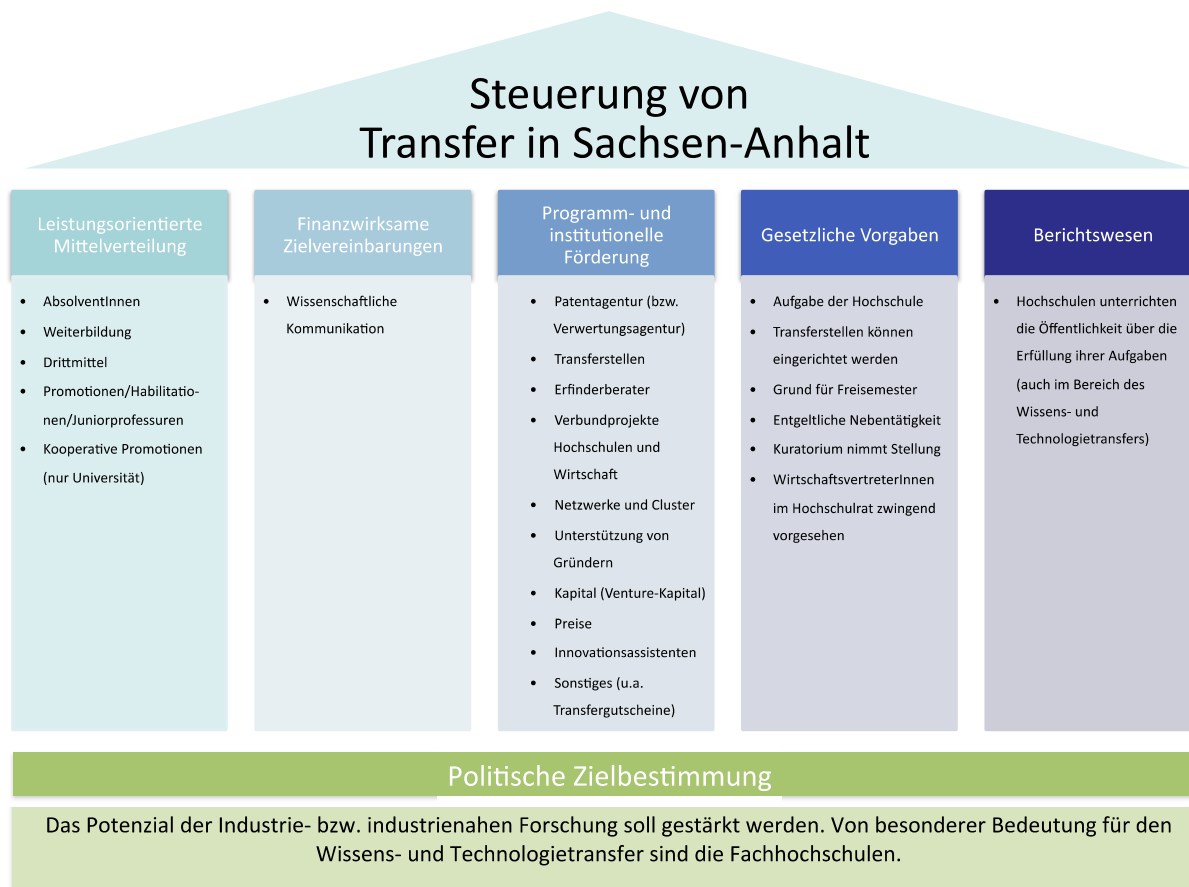 Steuerung von
Transfer in Sachsen-Anhalt
Leistungsorientierte
Mittelverteilung
• AbsolventInnen
• Weiterbildung
• Drittmittel
• Promotionen/Habilitatio-
nen/Juniorprofessuren
• Kooperative Promotionen
(nur Universität)
Finanzwirksame
Zielvereinbarungen
• Wissenschaftliche
Kommunikation
Programm- und
institutionelle
Förderung
• Patentagentur (bzw.
Verwertungsagentur)
• Transferstellen
• Erfinderberater
• Verbundprojekte
Hochschulen und
Wirtschaft
• Netzwerke und Cluster
• Unterstützung von
Gründern
• Kapital (Venture-Kapital)
• Preise
• Innovationsassistenten
• Sonstiges (u.a.
Transfergutscheine)
Gesetzliche Vorgaben
• Aufgabe der Hochschule
• Transferstellen können
eingerichtet werden
• Grund für Freisemester
• Entgeltliche Nebentätigkeit
• Kuratorium nimmt Stellung
• WirtschaftsvertreterInnen
im Hochschulrat zwingend
vorgesehen
Berichtswesen
• Hochschulen unterrichten
die Öffentlichkeit über die
Erfüllung ihrer Aufgaben
(auch im Bereich des
Wissens- und
Technologietransfers)
Politische Zielbestimmung
Das Potenzial der Industrie- bzw. industrienahen Forschung soll gestärkt werden. Von besonderer Bedeutung für den
Wissens- und Technologietransfer sind die Fachhochschulen.